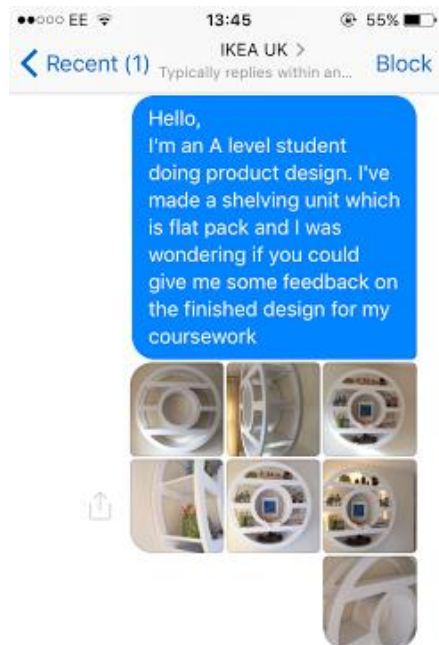 EE 13:45 55%
Recent (1) IKEA UK > Block
Typically replies within an...
Hello,
I'm an A level student
doing product design. I've
made a shelving unit which
is flat pack and I was
wondering if you could
give me some feedback on
the finished design for my
coursework